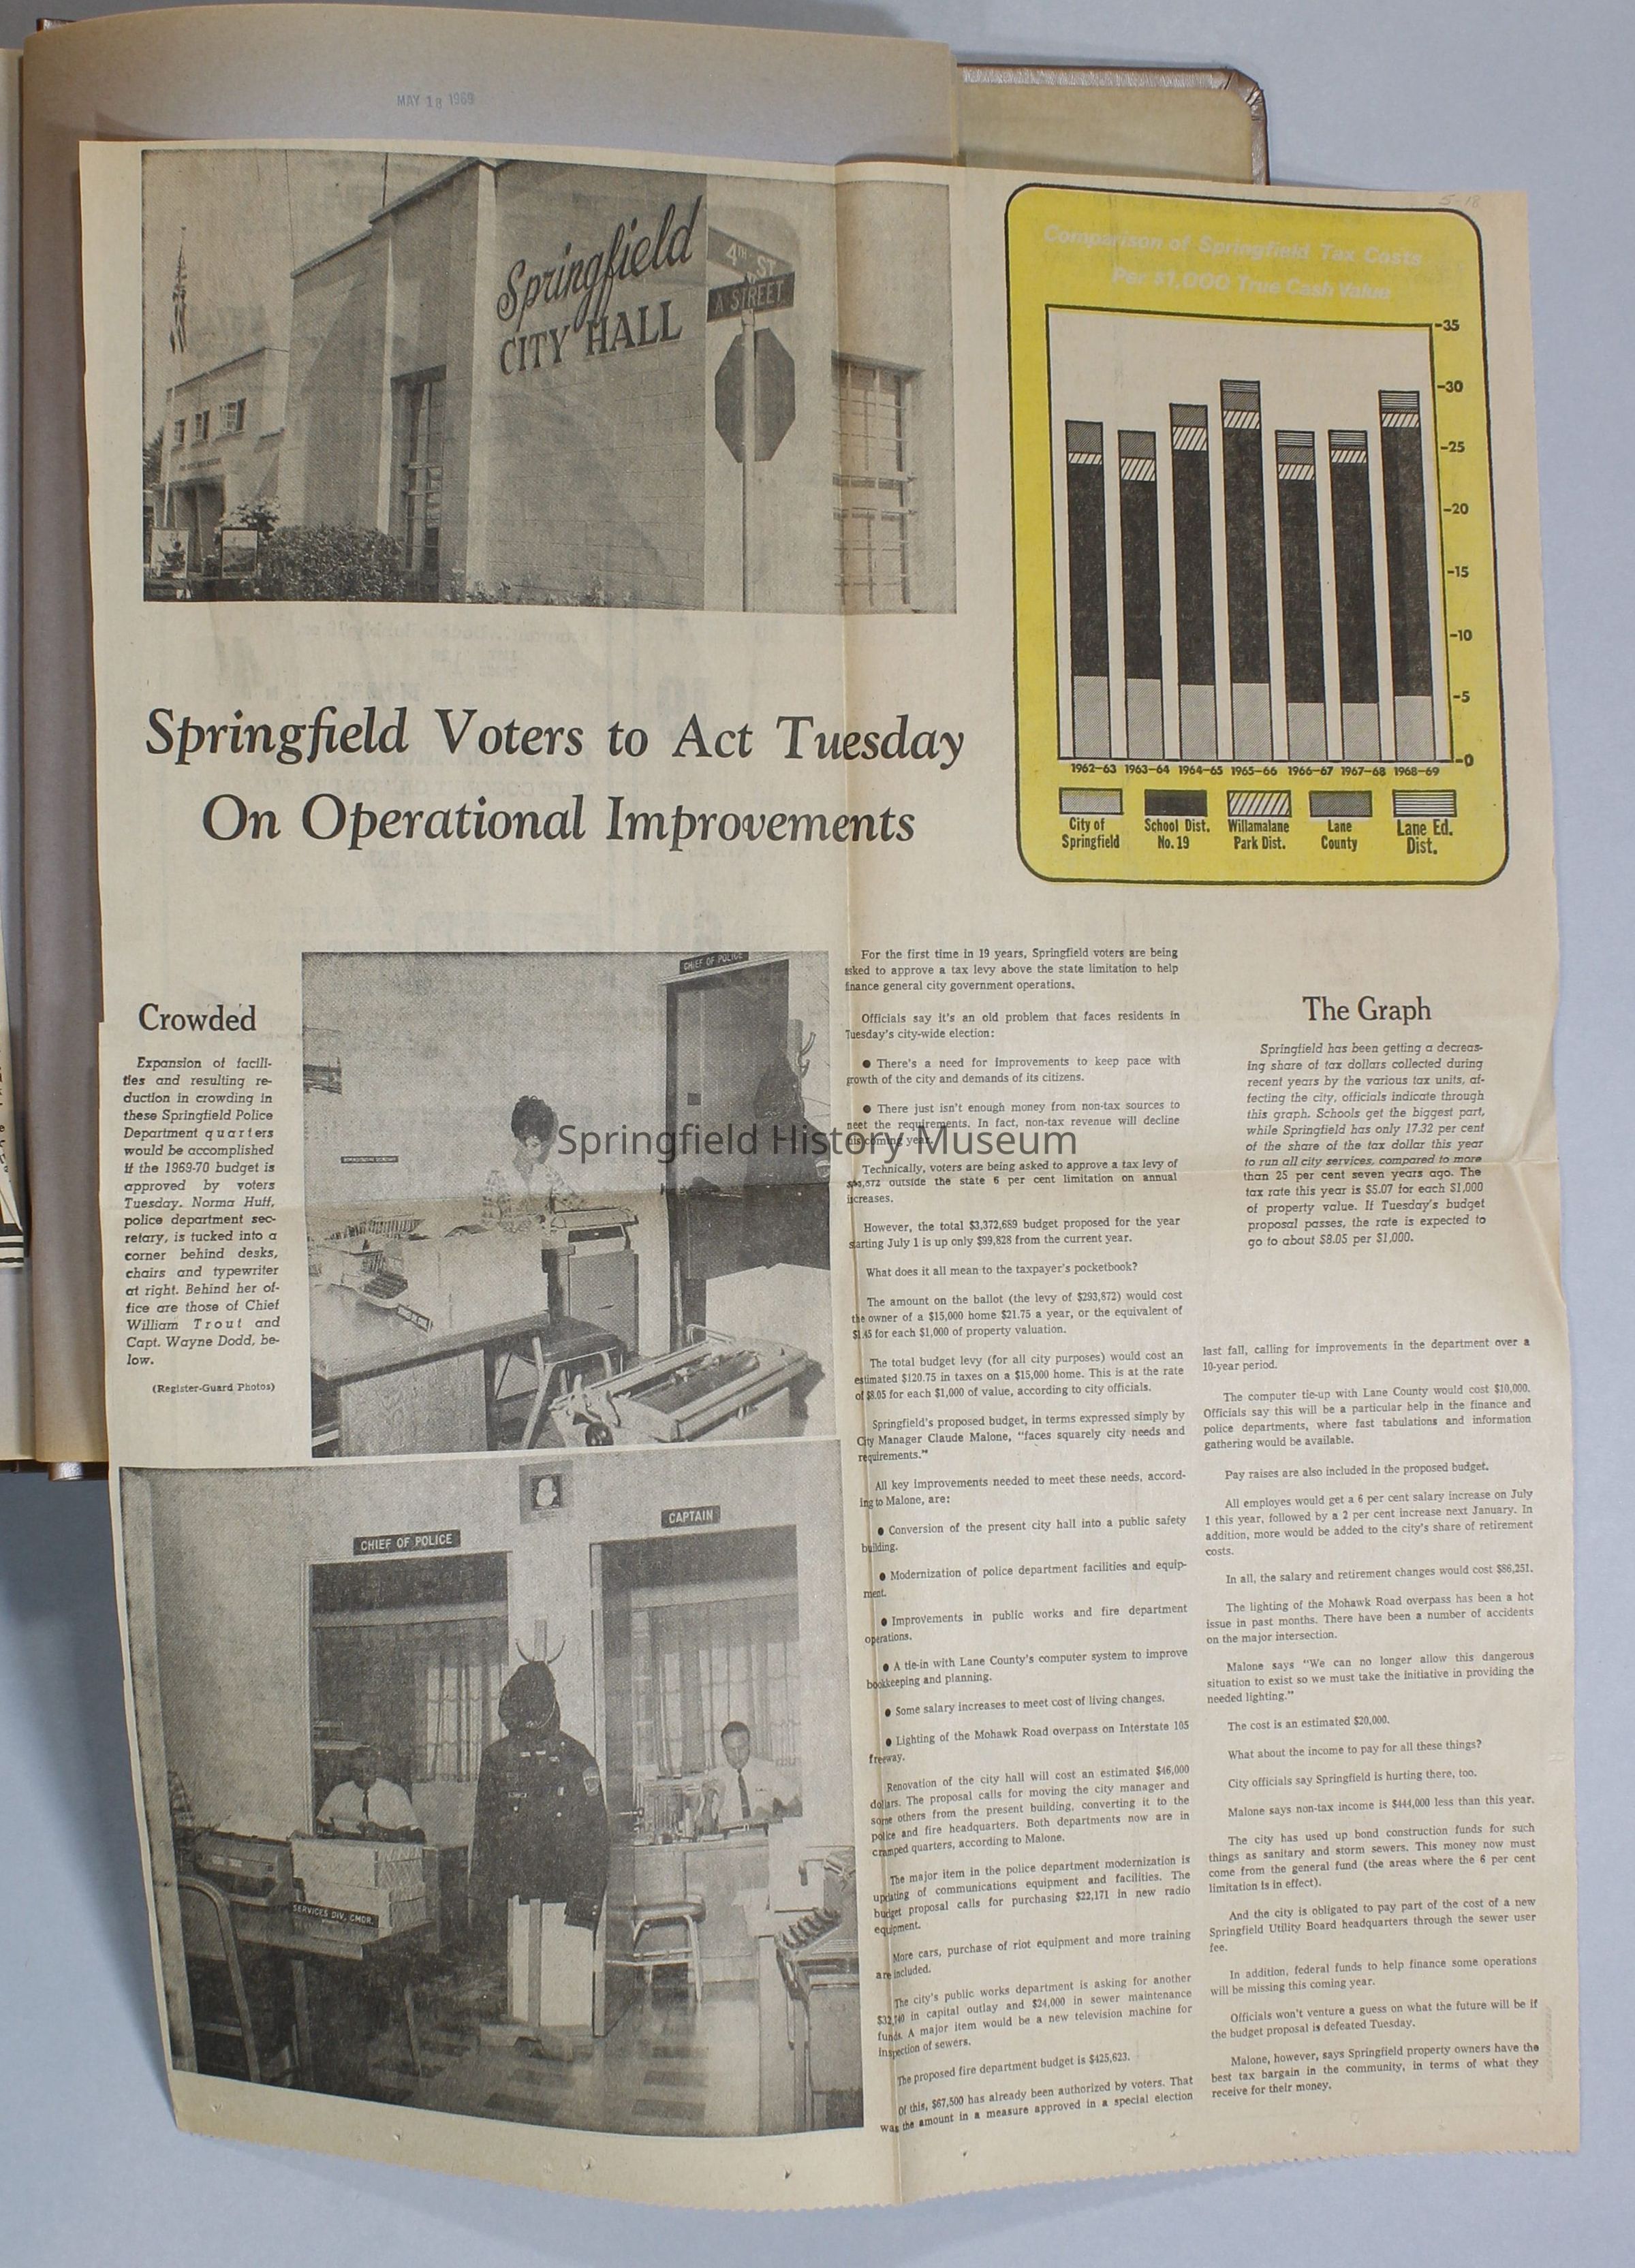 MAY 18 1969
5-18
Springfield
CITY HALL
4TH ST
A STREET
Comparison of Springfield Tax Costs
Per $1,000 True Cash Value
35
30
25
20
15
10
5
0
1962-63 1963-64 1964-65 1965-66 1966-67 1967-68 1968-69
City of
Springfield
School Dist.
No. 19
Willamalane
Park Dist.
Lane
County
Lane Ed.
Dist.
Springfield Voters to Act Tuesday
On Operational Improvements
Crowded
Expansion of facili-
ties and resulting re-
duction in crowding in
these Springfield Police
Department quarters
would be accomplished
if the 1969-70 budget is
approved by voters
Tuesday. Norma Huff,
police department sec-
retary, is tucked into a
corner behind desks,
chairs and typewriter
at right. Behind her of-
fice are those of Chief
William Trout and
Capt. Wayne Dodd, be-
low.
(Register-Guard Photos)
CHIEF OF POLICE
CHIEF OF POLICE
CAPTAIN
SERVICES DIV. CMDR.
For the first time in 19 years, Springfield voters are being
asked to approve a tax levy above the state limitation to help
finance general city government operations.
Officials say it's an old problem that faces residents in
Tuesday's city-wide election:
● There's a need for improvements to keep pace with
growth of the city and demands of its citizens.
● There just isn't enough money from non-tax sources to
meet the requirements. In fact, non-tax revenue will decline
this coming year.
Technically, voters are being asked to approve a tax levy of
outside the state 6 per cent limitation on annual
increases.
However, the total $3,372,689 budget proposed for the year
starting July 1 is up only $99,828 from the current year.
What does it all mean to the taxpayer's pocketbook?
The amount on the ballot (the levy of $293,872) would cost
the owner of a $15,000 home $21.75 a year, or the equivalent of
$1.45 for each $1,000 of property valuation.
The total budget levy (for all city purposes) would cost an
estimated $120.75 in taxes on a $15,000 home. This is at the rate
of $8.05 for each $1,000 of value, according to city officials.
Springfield's proposed budget, in terms expressed simply by
City Manager Claude Malone, "faces squarely city needs and
requirements."
All key improvements needed to meet these needs, accord-
ing to Malone, are:
● Conversion of the present city hall into a public safety
building.
● Modernization of police department facilities and equip-
ment.
● Improvements in public works and fire department
operations.
● A tie-in with Lane County's computer system to improve
bookkeeping and planning.
● Some salary increases to meet cost of living changes.
● Lighting of the Mohawk Road overpass on Interstate 105
freeway.
Renovation of the city hall will cost an estimated $46,000
dollars. The proposal calls for moving the city manager and
some others from the present building, converting it to the
police and fire headquarters. Both departments now are in
cramped quarters, according to Malone.
The major item in the police department modernization is
updating of communications equipment and facilities. The
budget proposal calls for purchasing $22,171 in new radio
equipment.
More cars, purchase of riot equipment and more training
are included.
The city's public works department is asking for another
in capital outlay and $24,000 in sewer maintenance
funds. A major item would be a new television machine for
inspection of sewers.
The proposed fire department budget is $425,623.
Of this, $67,500 has already been authorized by voters. That
was the amount in a measure approved in a special election
The Graph
Springfield has been getting a decreas-
ing share of tax dollars collected during
recent years by the various tax units, af-
fecting the city, officials indicate through
this graph. Schools get the biggest part,
while Springfield has only 17.32 per cent
of the share of the tax dollar this year
to run all city services, compared to more
than 25 per cent seven years ago. The
tax rate this year is $5.07 for each $1,000
of property value. If Tuesday's budget
proposal passes, the rate is expected to
go to about $8.05 per $1,000.
last fall, calling for improvements in the department over a
10-year period.
The computer tie-up with Lane County would cost $10,000.
Officials say this will be a particular help in the finance and
police departments, where fast tabulations and information
gathering would be available.
Pay raises are also included in the proposed budget.
All employes would get a 6 per cent salary increase on July
1 this year, followed by a 2 per cent increase next January. In
addition, more would be added to the city's share of retirement
costs.
In all, the salary and retirement changes would cost $86,251.
The lighting of the Mohawk Road overpass has been a hot
issue in past months. There have been a number of accidents
on the major intersection.
Malone says "We can no longer allow this dangerous
situation to exist so we must take the initiative in providing the
needed lighting."
The cost is an estimated $20,000.
What about the income to pay for all these things?
City officials say Springfield is hurting there, too.
Malone says non-tax income is $444,000 less than this year.
The city has used up bond construction funds for such
things as sanitary and storm sewers. This money now must
come from the general fund (the areas where the 6 per cent
limitation is in effect).
And the city is obligated to pay part of the cost of a new
Springfield Utility Board headquarters through the sewer user
fee.
In addition, federal funds to help finance some operations
will be missing this coming year.
Officials won't venture a guess on what the future will be if
the budget proposal is defeated Tuesday.
Malone, however, says Springfield property owners have the
best tax bargain in the community, in terms of what they
receive for their money.
Springfield History Museum